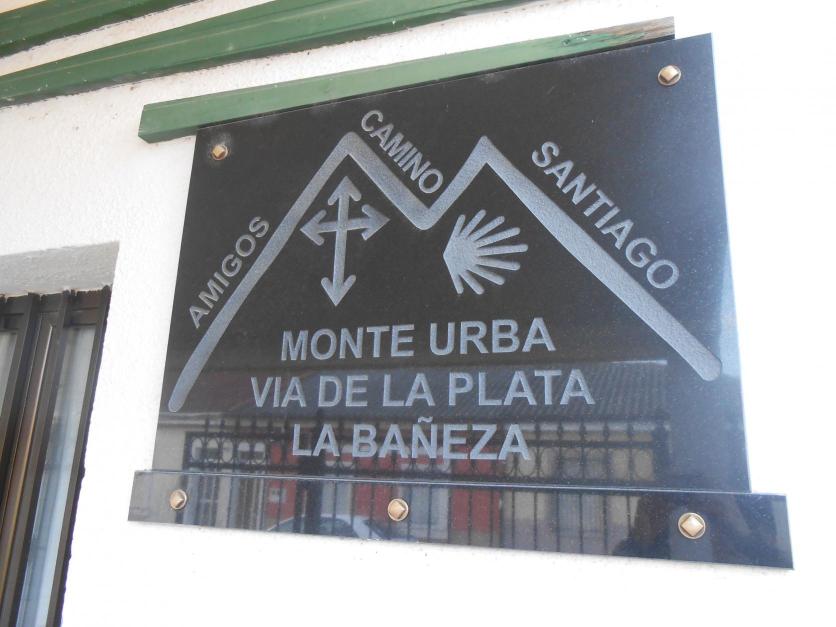 AMIGOS
CAMINO
SANTIAGO
MONTE URBA
VIA DE LA PLATA
LA BAÑEZA